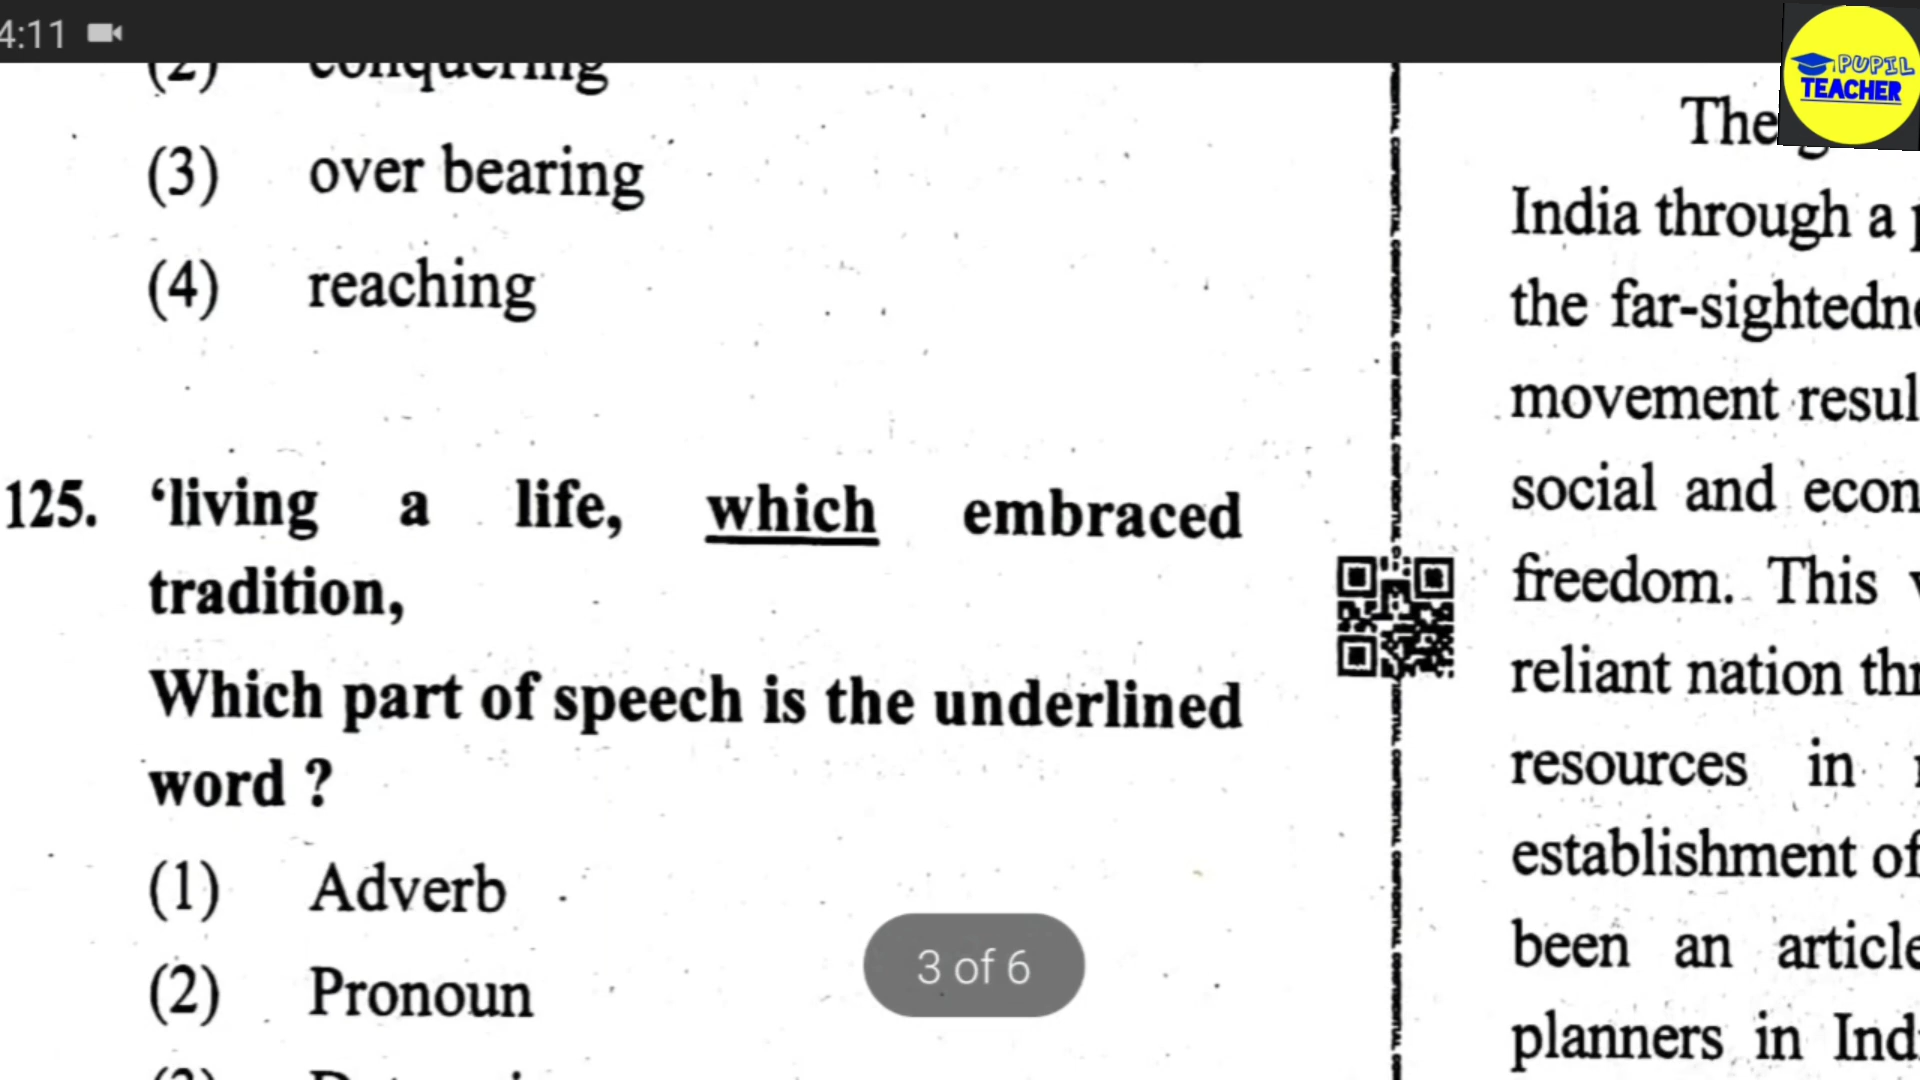 4:11
PUPIL
TEACHER
(2) conquering
(3) over bearing
(4) reaching
125. ‘living a life, which embraced
tradition,
Which part of speech is the underlined
word ?
(1) Adverb
(2) Pronoun
3 of 6
The
India through a
the far-sightedn
movement resul
social and econ
freedom. This
reliant nation thr
resources in
establishment of
been an article
planners in Ind